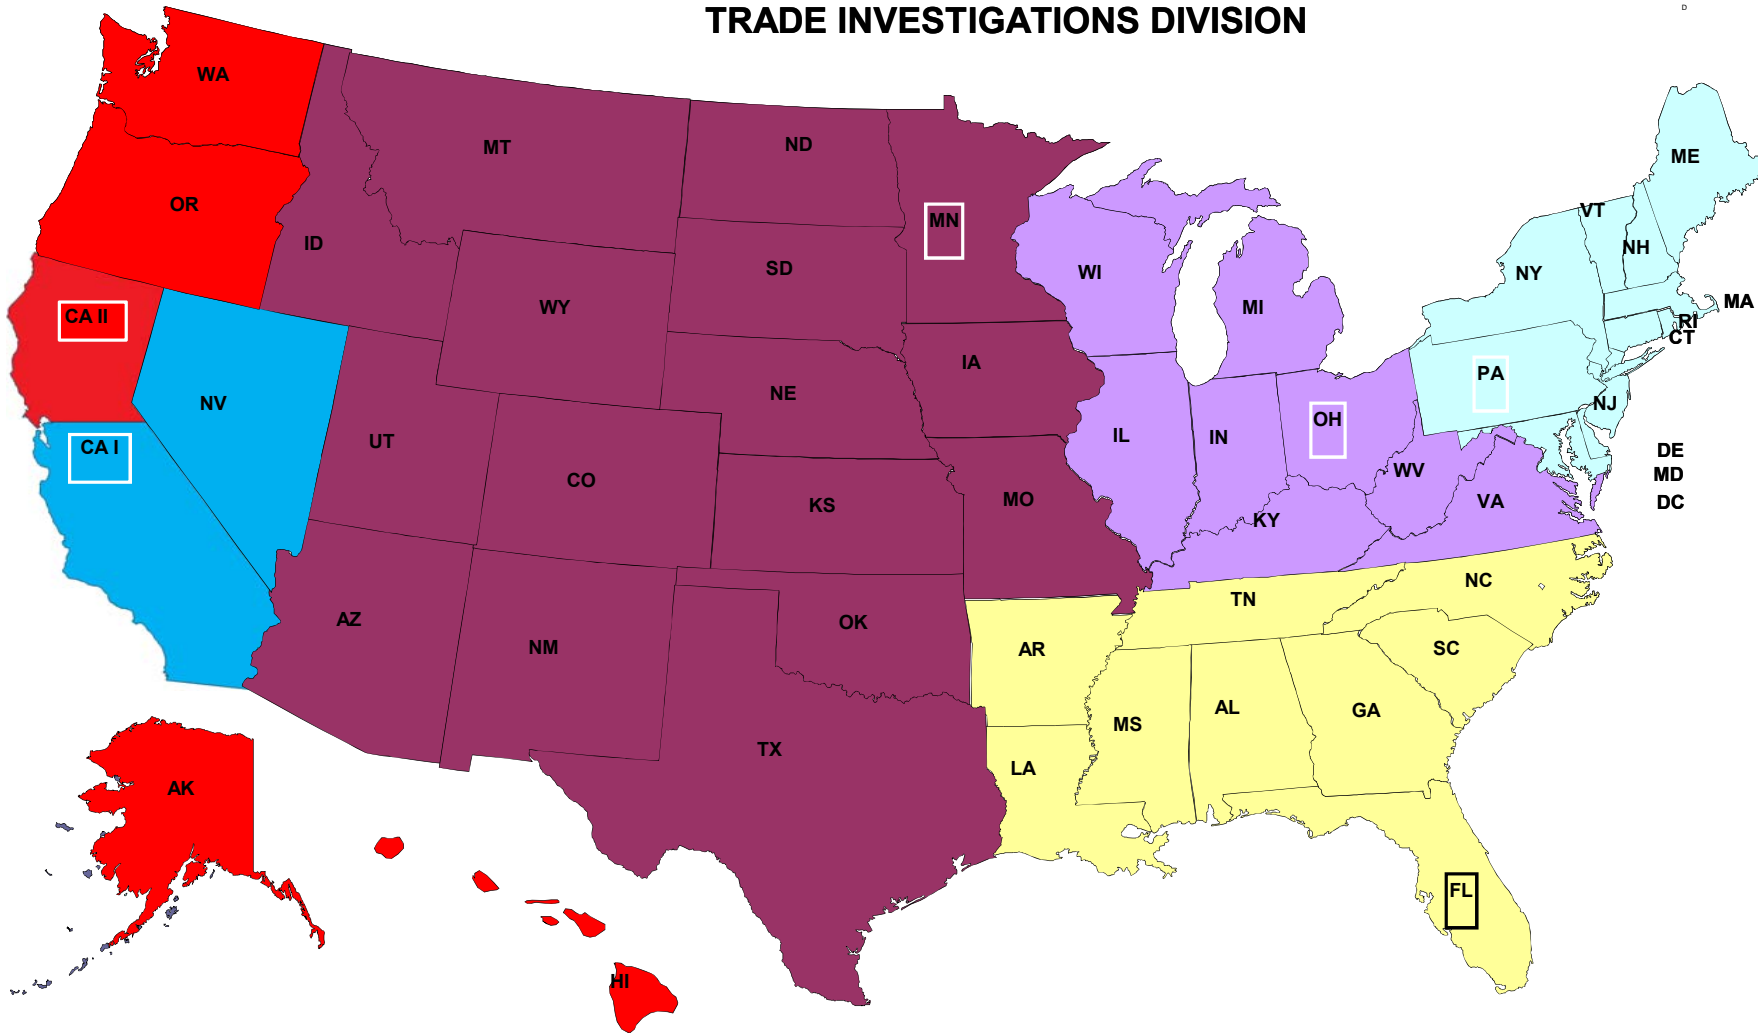 TRADE INVESTIGATIONS DIVISION
D
WA
MT
ND
ME
OR
MN
VT
ID
NH
SD
WI
NY
WY
MI
MA
CA II
RI
CT
IA
PA
NE
NV
NJ
OH
UT
IL
IN
CA I
DE
WV
MD
CO
KS
MO
VA
DC
KY
NC
TN
AZ
OK
NM
AR
SC
AL
GA
MS
TX
LA
AK
FL
HI